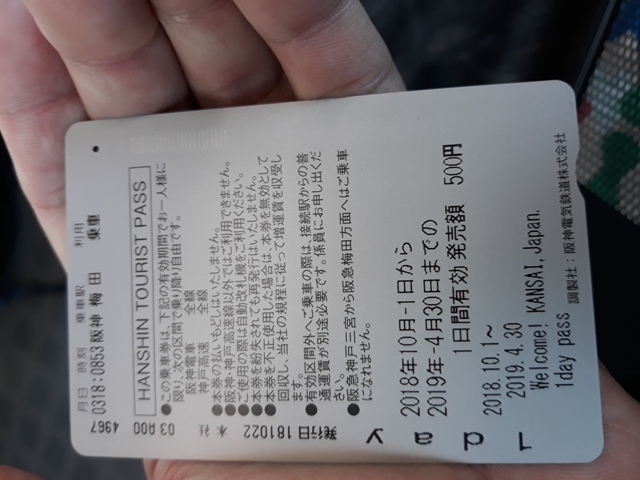 月日 時刻 乗車駅 利用
0318:0853阪神 梅田 乗車
HANSHIN TOURIST PASS
●この乗車券は、下記の有効期間でお一人様に
限り、次の区間で乗り降り自由です。
阪神電車 全線
神戸高速 全線
●本券の払いもどしはいたしません。
●阪神・神戸高速線以外ではご利用できません。
●ご使用の際は自動改札機をご利用ください。
●本券を紛失されても再発行はいたしません。
●本券を不正使用した場合は、本券を無効として
回収し、当社の規程に従って増運賃を収受し
ます。
●有効区間外へご乗車の際は、接続駅からの普
通運賃が別途必要です。係員にお申し出くだ
さい。
●阪急神戸三宮から阪急梅田方面へはご乗車
になれません。
2018年10月-1日から
2019年-4月30日までの
1日間有効 発売額 500円
2018.10.1~
2019.4.30
Welcome! KANSAI, Japan.
1day pass 調製社：阪神電気鉄道株式会社
4967
03 A00
本 社
発行日 181022